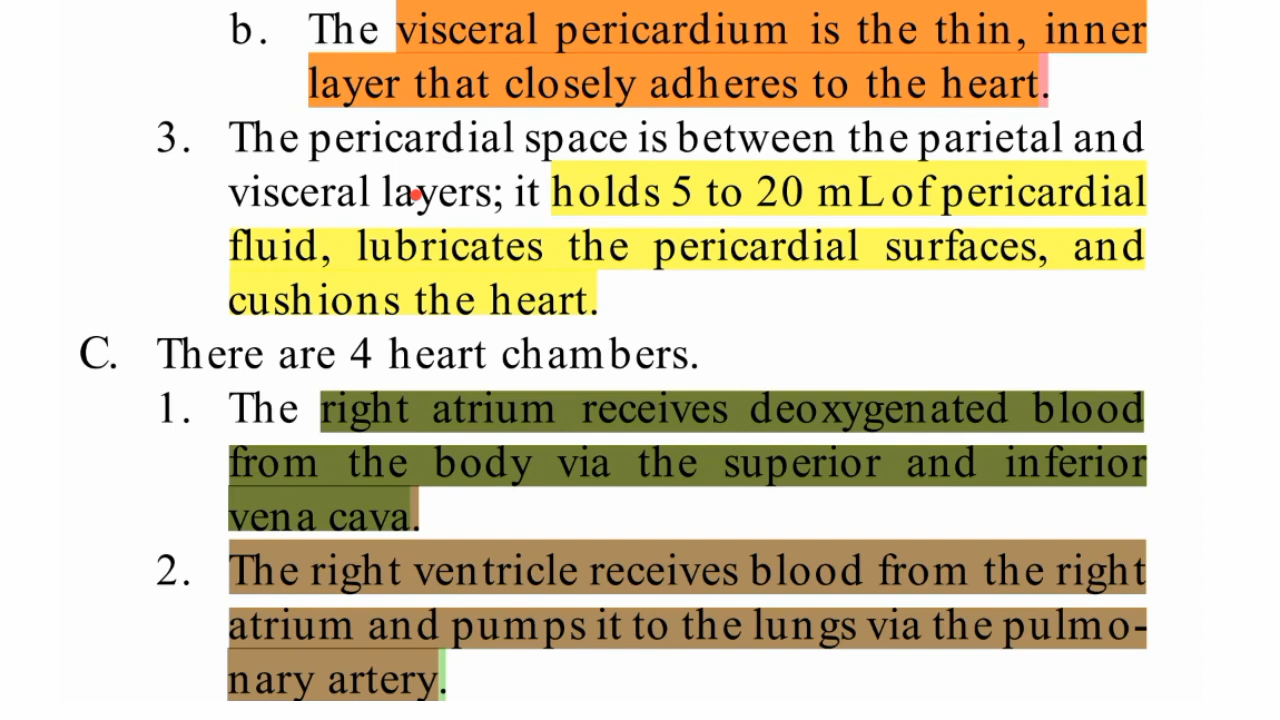 b. The visceral pericardium is the thin, inner
layer that closely adheres to the heart.
3. The pericardial space is between the parietal and
visceral layers; it holds 5 to 20 mL of pericardial
fluid, lubricates the pericardial surfaces, and
cushions the heart.
C. There are 4 heart chambers.
1. The right atrium receives deoxygenated blood
from the body via the superior and inferior
vena cava.
2. The right ventricle receives blood from the right
atrium and pumps it to the lungs via the pulmo-
nary artery.